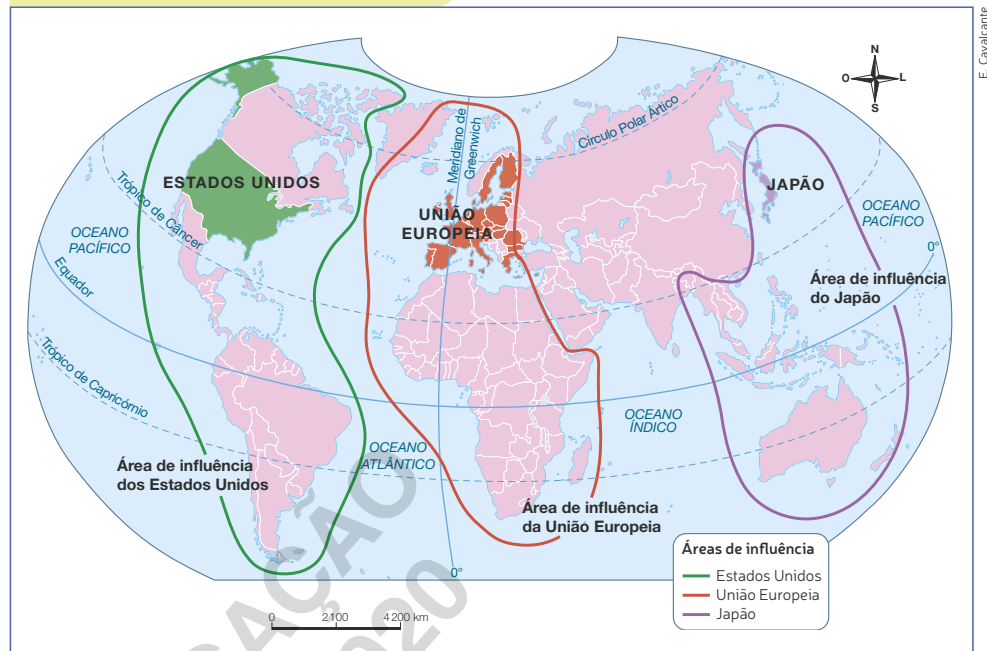 E. Cavalcante
N
O
L
S
Círculo Polar Ártico
Meridiano de
Greenwich
ESTADOS UNIDOS
JAPÃO
Trópico de Câncer
UNIÃO
EUROPEIA
OCEANO
PACÍFICO
OCEANO
PACÍFICO
0°
Equador
Área de influência
do Japão
0°
Trópico de Capricórnio
OCEANO
ÍNDICO
OCEANO
ATLÂNTICO
Área de influência
dos Estados Unidos
Área de influência
da União Europeia
Áreas de influência
Estados Unidos
União Europeia
Japão
0 2 100 4 200 km
AÇÃO
2020